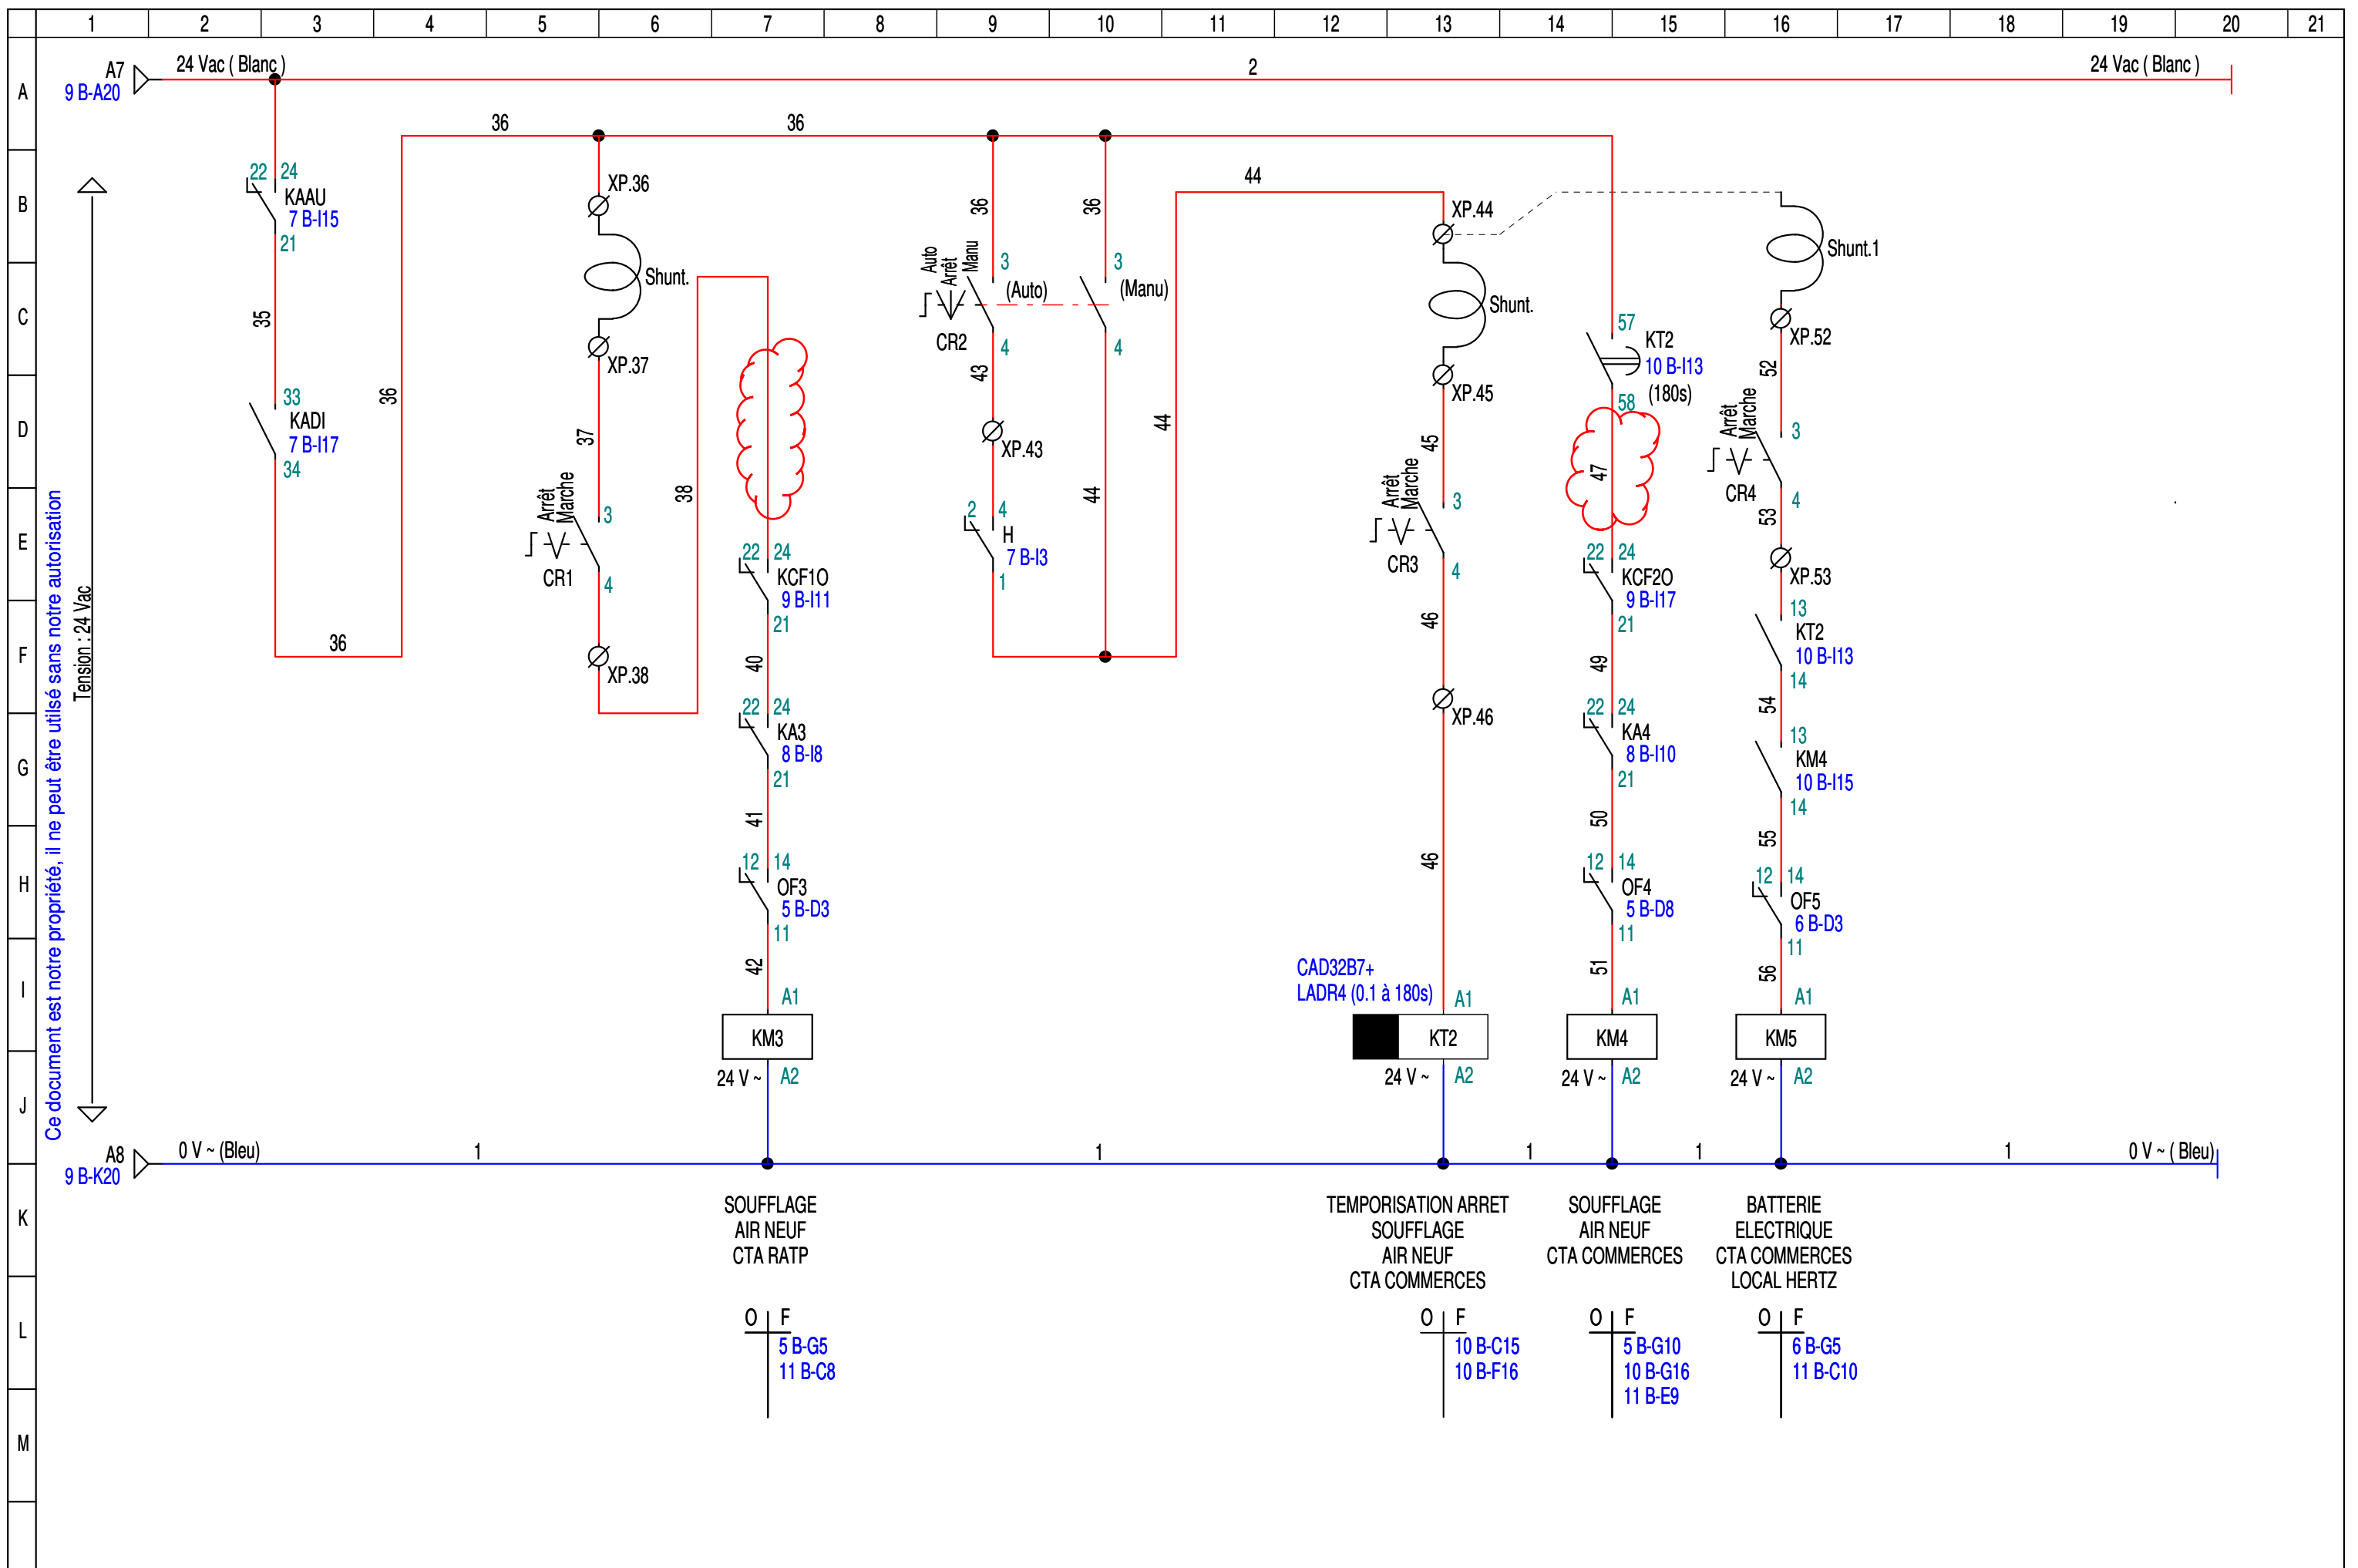 1 2 3 4 5 6 7 8 9 10 11 12 13 14 15 16 17 18 19 20 21
A
B
C
D
E
F
G
H
I
J
K
L
M
Ce document est notre propriété, il ne peut être utilsé sans notre autorisation
Tension : 24 Vac
A7
9 B-A20
24 Vac ( Blanc )
2
24 Vac ( Blanc )
22 24
KAAU
7 B-I15
21
35
33
KADI
7 B-I17
34
36
36
36
36
XP.36
Shunt.
XP.37
37
Arrêt
Marche
3
CR1
4
XP.38
38
22 24
KCF1O
9 B-I11
21
40
22 24
KA3
8 B-I8
21
41
12 14
OF3
5 B-D3
11
42
A1
KM3
24 V ~ A2
36
Auto
Arrêt
Manu
3
(Auto)
CR2
4
43
XP.43
2 4
H
7 B-I3
1
36
3
(Manu)
4
44
44
44
XP.44
Shunt.
XP.45
45
Arrêt
Marche
3
CR3
4
46
XP.46
46
CAD32B7+
LADR4 (0.1 à 180s)
A1
KT2
24 V ~ A2
57
KT2
10 B-I13
(180s)
58
47
22 24
KCF2O
9 B-I17
21
49
22 24
KA4
8 B-I10
21
50
12 14
OF4
5 B-D8
11
51
A1
KM4
24 V ~ A2
Shunt.1
XP.52
52
Arrêt
Marche
3
CR4
4
53
XP.53
13
KT2
10 B-I13
14
54
13
KM4
10 B-I15
14
55
12 14
OF5
6 B-D3
11
56
A1
KM5
24 V ~ A2
A8
9 B-K20
0 V ~ (Bleu)
1
1
1
1
1
0 V ~ ( Bleu)
SOUFFLAGE
AIR NEUF
CTA RATP
O F
5 B-G5
11 B-C8
TEMPORISATION ARRET
SOUFFLAGE
AIR NEUF
CTA COMMERCES
O F
10 B-C15
10 B-F16
SOUFFLAGE
AIR NEUF
CTA COMMERCES
O F
5 B-G10
10 B-G16
11 B-E9
BATTERIE
ELECTRIQUE
CTA COMMERCES
LOCAL HERTZ
O F
6 B-G5
11 B-C10